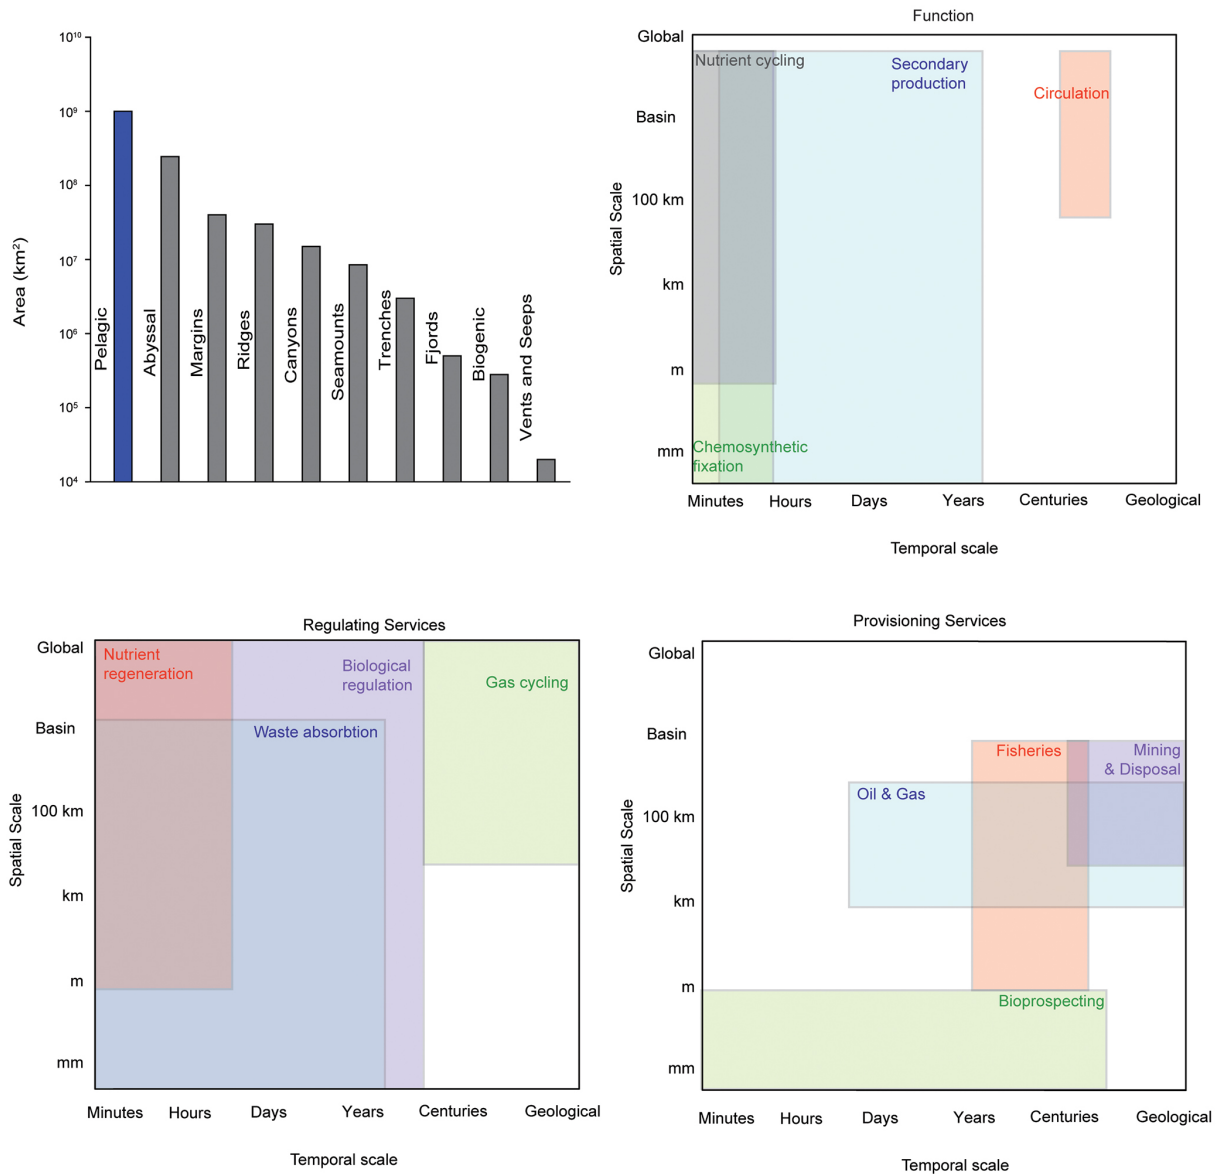 10¹⁰
10⁹
10⁸
10⁷
10⁶
10⁵
10⁴
Area (km²)
Pelagic
Abyssal
Margins
Ridges
Canyons
Seamounts
Trenches
Fjords
Biogenic
Vents and Seeps
Function
Global
Basin
100 km
km
m
mm
Spatial Scale
Nutrient cycling
Secondary
production
Circulation
Chemosynthetic
fixation
Minutes
Hours
Days
Years
Centuries
Geological
Temporal scale
Regulating Services
Global
Basin
100 km
km
m
mm
Spatial Scale
Nutrient
regeneration
Biological
regulation
Gas cycling
Waste absorbtion
Minutes
Hours
Days
Years
Centuries
Geological
Temporal scale
Provisioning Services
Global
Basin
100 km
km
m
mm
Spatial Scale
Fisheries
Mining
& Disposal
Oil & Gas
Bioprospecting
Minutes
Hours
Days
Years
Centuries
Geological
Temporal scale